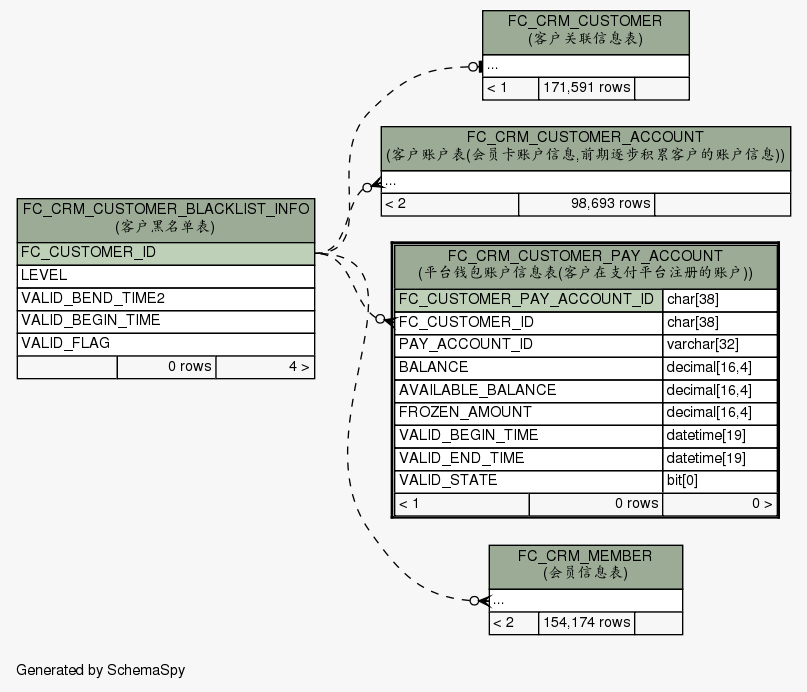 FC_CRM_CUSTOMER
(客户关联信息表)
...
< 1 171,591 rows
FC_CRM_CUSTOMER_ACCOUNT
(客户账户表(会员卡账户信息,前期逐步积累客户的账户信息))
...
< 2 98,693 rows
FC_CRM_CUSTOMER_BLACKLIST_INFO
(客户黑名单表)
FC_CUSTOMER_ID
LEVEL
VALID_BEND_TIME2
VALID_BEGIN_TIME
VALID_FLAG
0 rows 4 >
FC_CRM_CUSTOMER_PAY_ACCOUNT
(平台钱包账户信息表(客户在支付平台注册的账户))
FC_CUSTOMER_PAY_ACCOUNT_ID char[38]
FC_CUSTOMER_ID char[38]
PAY_ACCOUNT_ID varchar[32]
BALANCE decimal[16,4]
AVAILABLE_BALANCE decimal[16,4]
FROZEN_AMOUNT decimal[16,4]
VALID_BEGIN_TIME datetime[19]
VALID_END_TIME datetime[19]
VALID_STATE bit[0]
< 1 0 rows 0 >
FC_CRM_MEMBER
(会员信息表)
...
< 2 154,174 rows
Generated by SchemaSpy